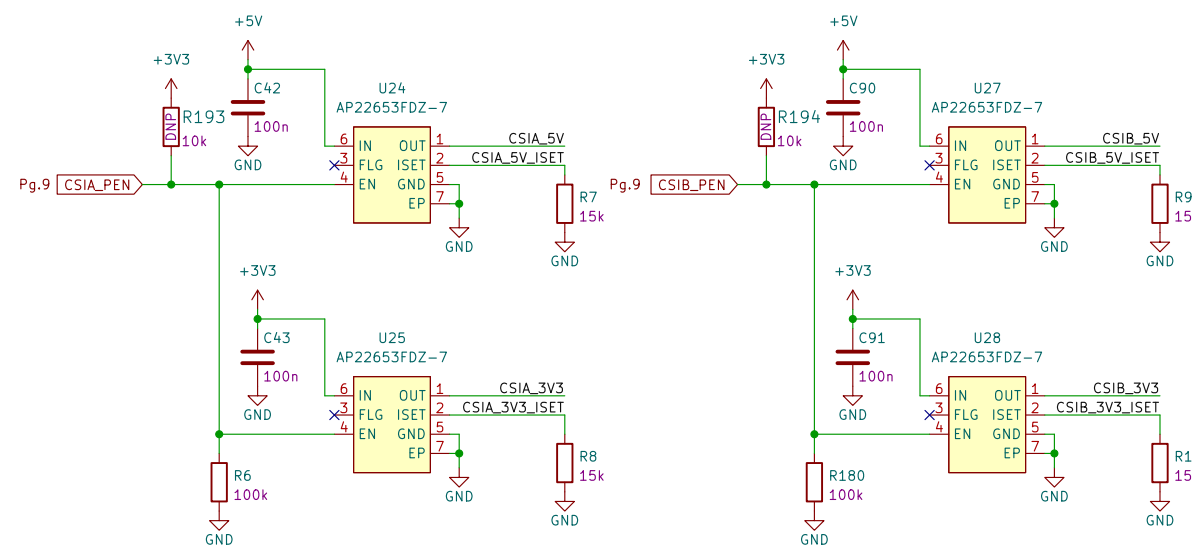 +5V
+3V3
C42
100n
GND
R193
DNP
10k
U24
AP22653FDZ-7
6 IN OUT 1
3 FLG ISET 2
4 EN GND 5
EP 7
CSIA_5V
CSIA_5V_ISET
Pg.9 CSIA_PEN
R7
15k
GND
GND
+3V3
C43
100n
GND
U25
AP22653FDZ-7
6 IN OUT 1
3 FLG ISET 2
4 EN GND 5
EP 7
CSIA_3V3
CSIA_3V3_ISET
R6
100k
GND
R8
15k
GND
GND
+5V
+3V3
C90
100n
GND
R194
DNP
10k
U27
AP22653FDZ-7
6 IN OUT 1
3 FLG ISET 2
4 EN GND 5
EP 7
CSIB_5V
CSIB_5V_ISET
Pg.9 CSIB_PEN
R9
15
GND
GND
+3V3
C91
100n
GND
U28
AP22653FDZ-7
6 IN OUT 1
3 FLG ISET 2
4 EN GND 5
EP 7
CSIB_3V3
CSIB_3V3_ISET
R180
100k
GND
R1
15
GND
GND